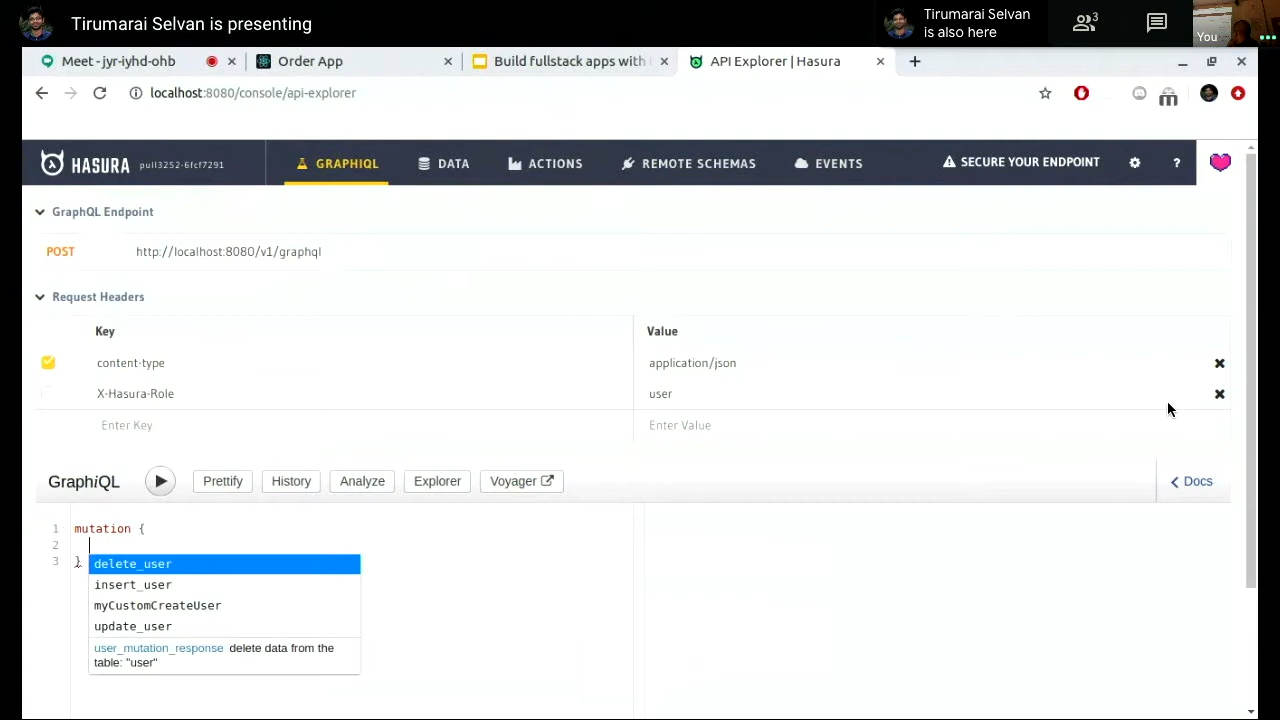 Tirumarai Selvan is presenting
Tirumarai Selvan
is also here
3
You
Meet - jyr-iyhd-ohb
Order App
Build fullstack apps with
API Explorer | Hasura
localhost:8080/console/api-explorer
HASURA pull3252-6fcf7291
GRAPHIQL
DATA
ACTIONS
REMOTE SCHEMAS
EVENTS
SECURE YOUR ENDPOINT
?
GraphQL Endpoint
POST http://localhost:8080/v1/graphql
Request Headers
Key Value
content-type application/json
X-Hasura-Role user
Enter Key Enter Value
GraphiQL
Prettify
History
Analyze
Explorer
Voyager
Docs
1 mutation {
2
3 }
delete_user
insert_user
myCustomCreateUser
update_user
user_mutation_response delete data from the
table: "user"